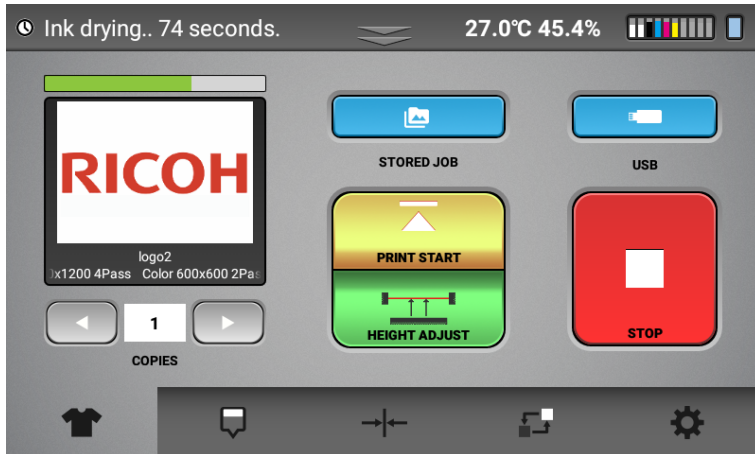 Ink drying.. 74 seconds.
27.0℃ 45.4%
RICOH
logo2
x1200 4Pass Color 600x600 2Pas
STORED JOB
USB
PRINT START
HEIGHT ADJUST
STOP
1
COPIES